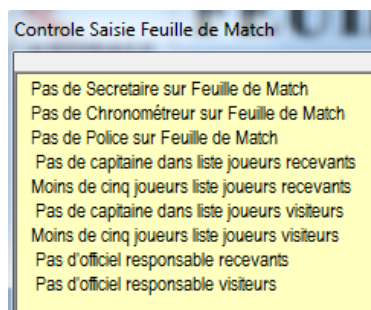 Controle Saisie Feuille de Match
Pas de Secretaire sur Feuille de Match
Pas de Chronométreur sur Feuille de Match
Pas de Police sur Feuille de Match
Pas de capitaine dans liste joueurs recevants
Moins de cinq joueurs liste joueurs recevants
Pas de capitaine dans liste joueurs visiteurs
Moins de cinq joueurs liste joueurs visiteurs
Pas d'officiel responsable recevants
Pas d'officiel responsable visiteurs